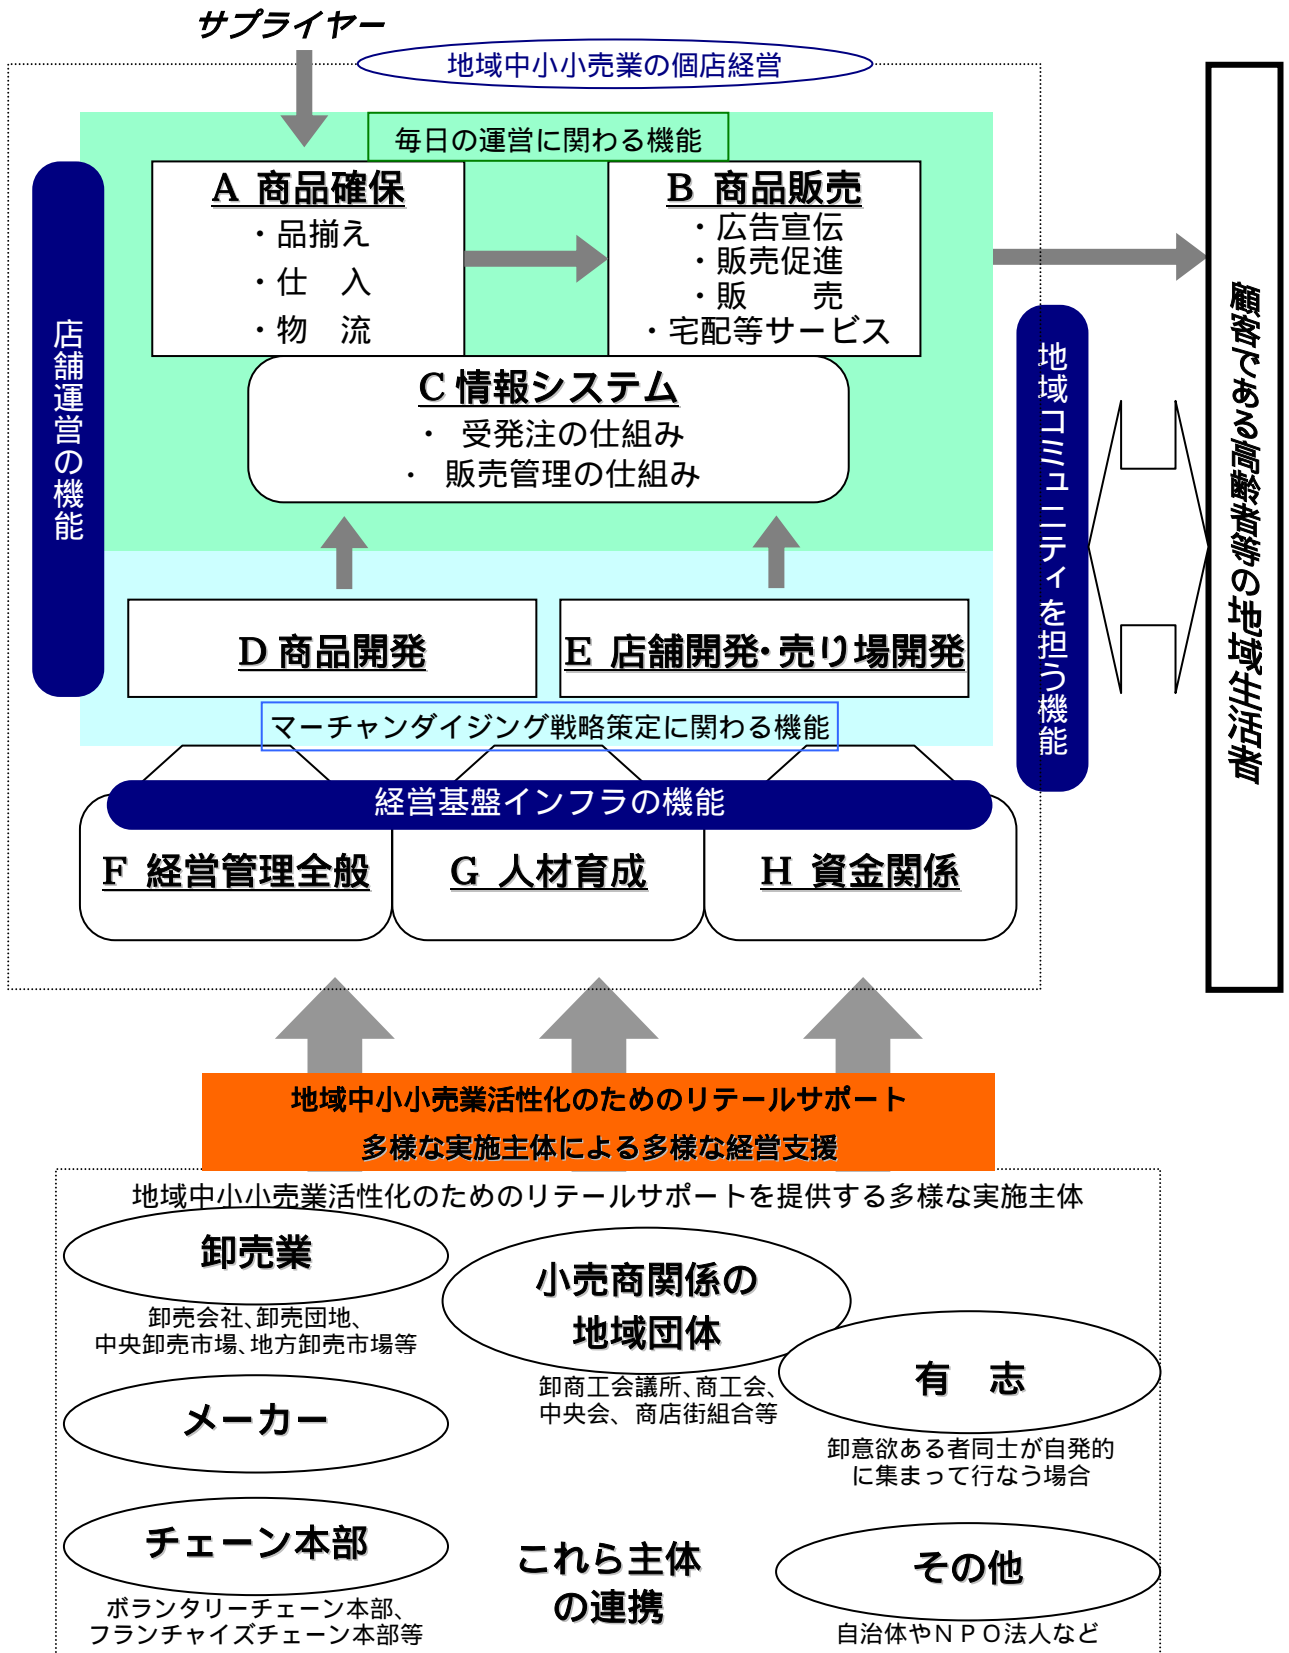 サプライヤー
地域中小小売業の個店経営
毎日の運営に関わる機能
A 商品確保
・品揃え
・仕　入
・物　流
B 商品販売
・広告宣伝
・販売促進
・販　　売
・宅配等サービス
C 情報システム
・ 受発注の仕組み
・ 販売管理の仕組み
店舗運営の機能
地域コミュニティを担う機能
顧客である高齢者等の地域生活者
D 商品開発
E 店舗開発・売り場開発
マーチャンダイジング戦略策定に関わる機能
経営基盤インフラの機能
F 経営管理全般
G 人材育成
H 資金関係
地域中小小売業活性化のためのリテールサポート
多様な実施主体による多様な経営支援
地域中小小売業活性化のためのリテールサポートを提供する多様な実施主体
卸売業
卸売会社、卸売団地、
中央卸売市場、地方卸売市場等
小売商関係の
地域団体
卸商工会議所、商工会、
中央会、商店街組合等
有　志
卸意欲ある者同士が自発的
に集まって行なう場合
メーカー
チェーン本部
ボランタリーチェーン本部、
フランチャイズチェーン本部等
これら主体
の連携
その他
自治体やＮＰＯ法人など